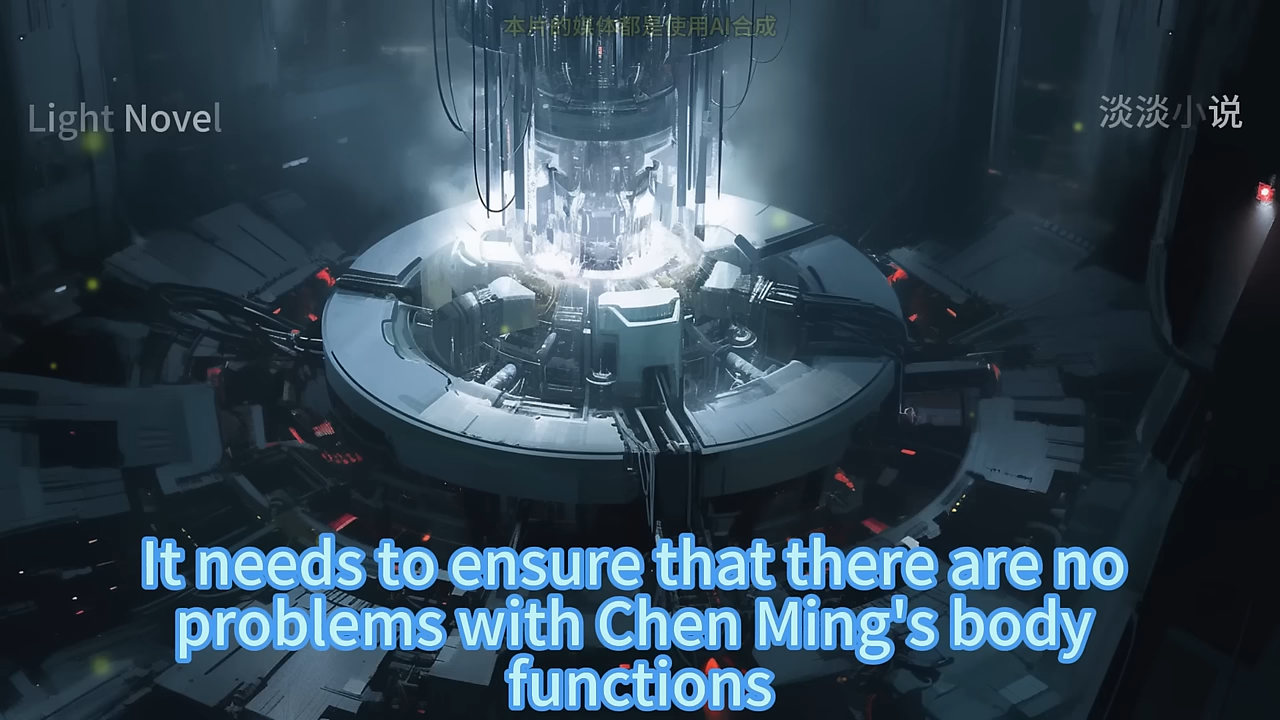 本片的媒体都是使用AI合成
Light Novel
淡淡小说
It needs to ensure that there are no
problems with Chen Ming's body
functions